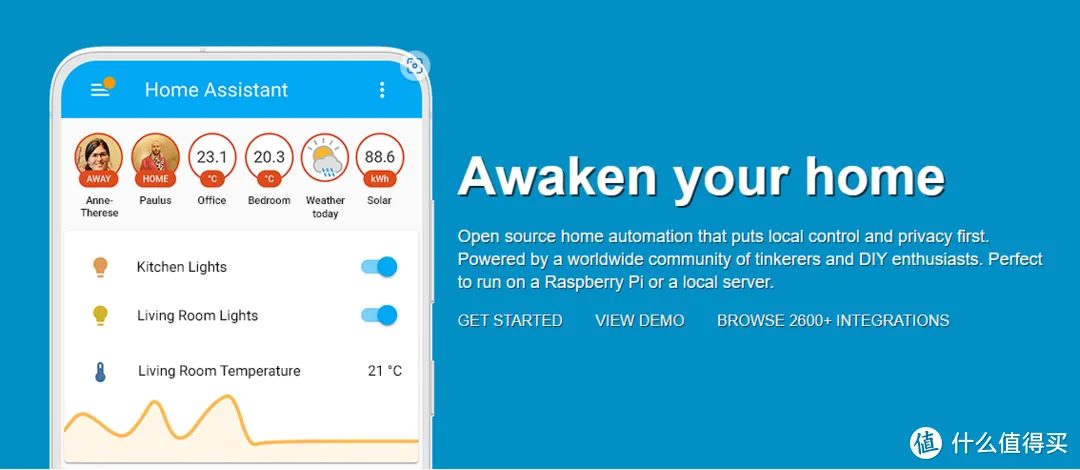 Home Assistant
23.1
20.3
88.6
AWAY
HOME
°C
°C
kWh
Anne-
Therese
Paulus
Office
Bedroom
Weather
today
Solar
Kitchen Lights
Living Room Lights
Living Room Temperature
21 °C
Awaken your home
Open source home automation that puts local control and privacy first.
Powered by a worldwide community of tinkerers and DIY enthusiasts. Perfect
to run on a Raspberry Pi or a local server.
GET STARTED VIEW DEMO BROWSE 2600+ INTEGRATIONS
值 什么值得买